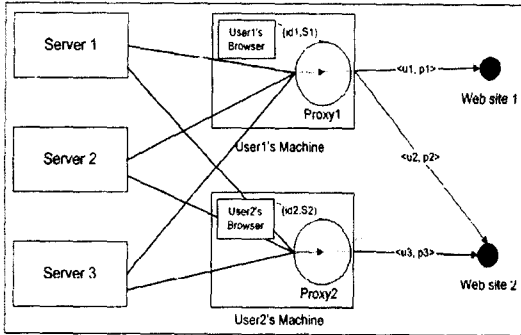 Server 1
Server 2
Server 3
User1's
Browser
{id1,S1}
Proxy1
User1's Machine
User2's
Browser
{id2,S2}
Proxy2
User2's Machine
<u1, p1>
Web site 1
<u2, p2>
<u3, p3>
Web site 2